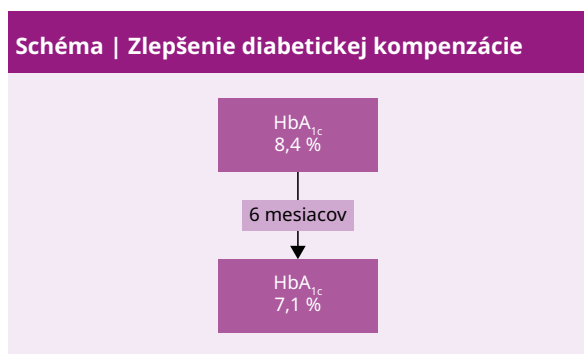 Schéma | Zlepšenie diabetickej kompenzácie
HbA1c
8,4 %
6 mesiacov
HbA1c
7,1 %